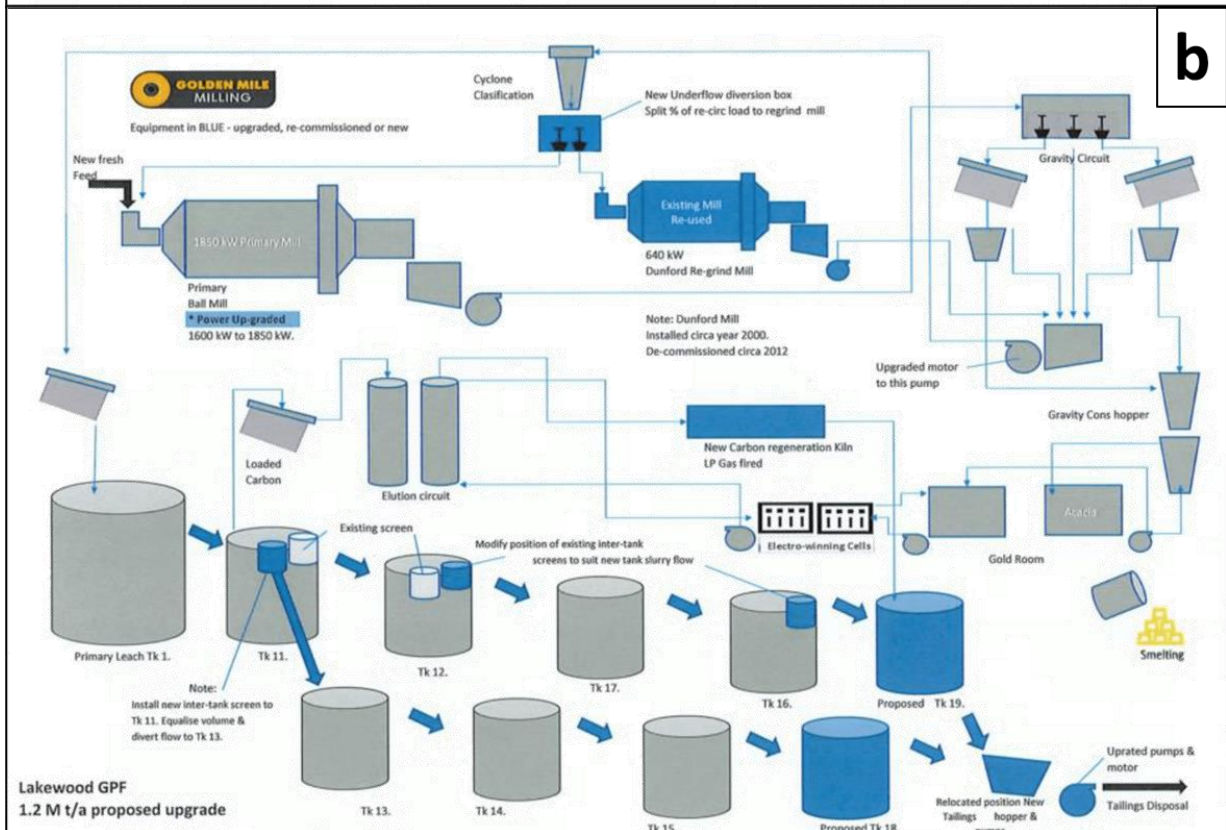 b
GOLDEN MILE
MILLING
Equipment in BLUE - upgraded, re-commissioned or new
Cyclone
Clasification
New Underflow diversion box
Split % of re-circ load to regrind mill
New fresh
Feed
Gravity Circuit
1850 kW Primary Mill
Existing Mill
Re-used
640 kW
Dunford Re-grind Mill
Primary
Ball Mill
* Power Up-graded
1600 kW to 1850 kW.
Note: Dunford Mill
Installed circa year 2000.
De-commissioned circa 2012
Upgraded motor
to this pump
Gravity Cons hopper
Loaded
Carbon
Elution circuit
New Carbon regeneration Kiln
LP Gas fired
Electro-winning Cells
Acacia
Gold Room
Smelting
Existing screen
Modify position of existing inter-tank
screens to suit new tank slurry flow
Primary Leach Tk 1.
Tk 11.
Tk 12.
Tk 17.
Tk 16.
Proposed Tk 19.
Note:
Install new inter-tank screen to
Tk 11. Equalise volume &
divert flow to Tk 13.
Tk 13.
Tk 14.
Tk 15.
Proposed Tk 18.
Uprated pumps &
motor
Tailings Disposal
Relocated position New
Tailings hopper &
Lakewood GPF
1.2 M t/a proposed upgrade